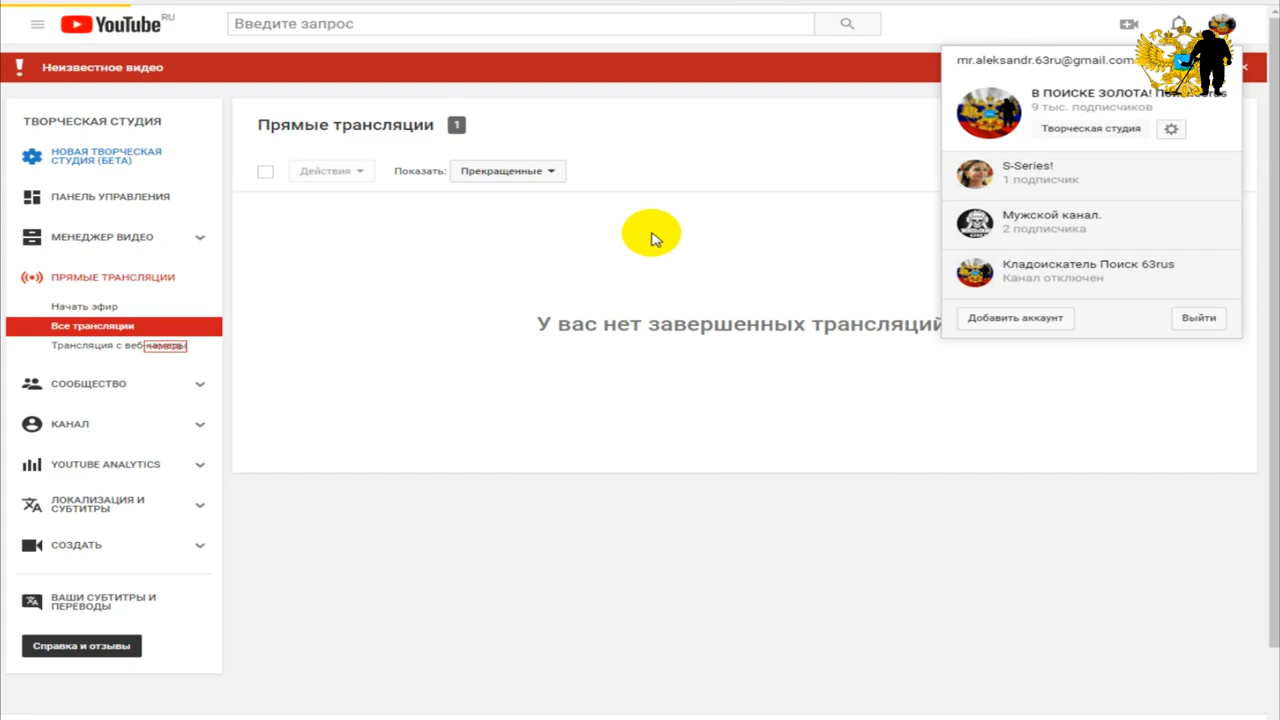 YouTube RU
Введите запрос
Неизвестное видео
mr.aleksandr.63ru@gmail.com
В ПОИСКЕ ЗОЛОТА!
9 тыс. подписчиков
Творческая студия
S-Series!
1 подписчик
Мужской канал.
2 подписчика
Кладоискатель Поиск 63rus
Канал отключен
Добавить аккаунт
Выйти
ТВОРЧЕСКАЯ СТУДИЯ
НОВАЯ ТВОРЧЕСКАЯ
СТУДИЯ (БЕТА)
ПАНЕЛЬ УПРАВЛЕНИЯ
МЕНЕДЖЕР ВИДЕО
ПРЯМЫЕ ТРАНСЛЯЦИИ
Начать эфир
Все трансляции
Трансляция с веб-камеры
СООБЩЕСТВО
КАНАЛ
YOUTUBE ANALYTICS
ЛОКАЛИЗАЦИЯ И
СУБТИТРЫ
СОЗДАТЬ
ВАШИ СУБТИТРЫ И
ПЕРЕВОДЫ
Справка и отзывы
Прямые трансляции 1
Действия
Показать: Прекращенные
У вас нет завершенных трансляций